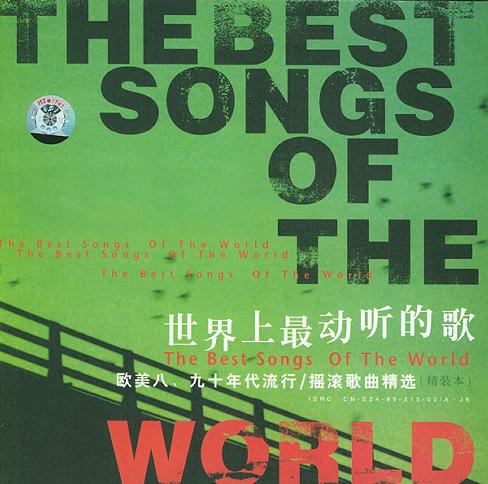 THE BEST
SONGS
OF
THE
The Best Songs Of The World
The Best Songs Of The World
The Best Songs Of The World
世界上最动听的歌
The Best Songs Of The World
欧美八、九十年代流行/摇滚歌曲精选(精装本)
ISRC CN-E24-99-315-00/A·J6
WORLD